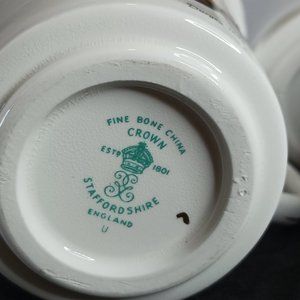 FINE BONE CHINA
CROWN
ESTD 1801
STAFFORDSHIRE
ENGLAND
U